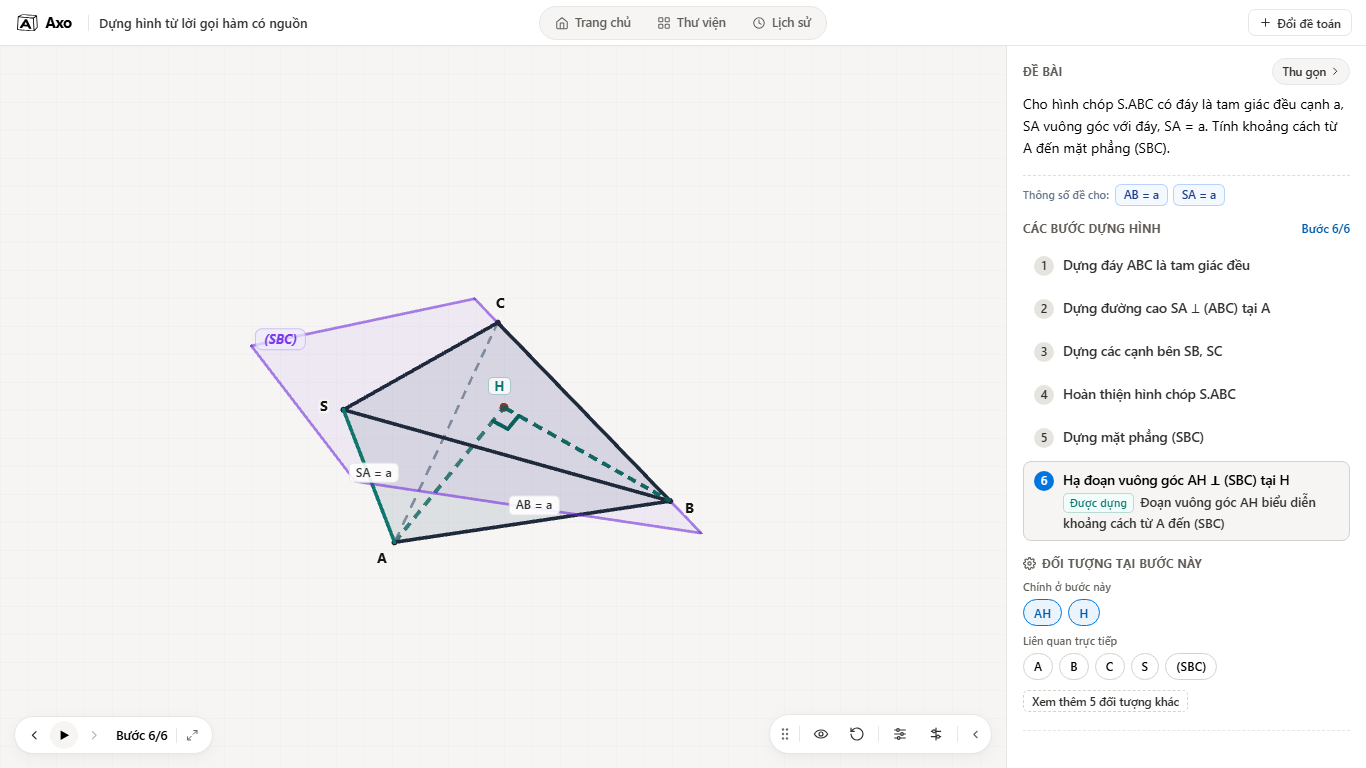 Axo
Dựng hình từ lời gọi hàm có nguồn
Trang chủ
Thư viện
Lịch sử
Đổi đề toán
ĐỀ BÀI
Thu gọn
Cho hình chóp S.ABC có đáy là tam giác đều cạnh a,
SA vuông góc với đáy, SA = a. Tính khoảng cách từ
A đến mặt phẳng (SBC).
Thông số đề cho:
AB = a
SA = a
CÁC BƯỚC DỰNG HÌNH
Bước 6/6
1 Dựng đáy ABC là tam giác đều
2 Dựng đường cao SA ⊥ (ABC) tại A
3 Dựng các cạnh bên SB, SC
4 Hoàn thiện hình chóp S.ABC
5 Dựng mặt phẳng (SBC)
6 Hạ đoạn vuông góc AH ⊥ (SBC) tại H
Được dựng Đoạn vuông góc AH biểu diễn
khoảng cách từ A đến (SBC)
ĐỐI TƯỢNG TẠI BƯỚC NÀY
Chính ở bước này
AH
H
Liên quan trực tiếp
A
B
C
S
(SBC)
Xem thêm 5 đối tượng khác
C
(SBC)
H
S
SA = a
AB = a
B
A
Bước 6/6